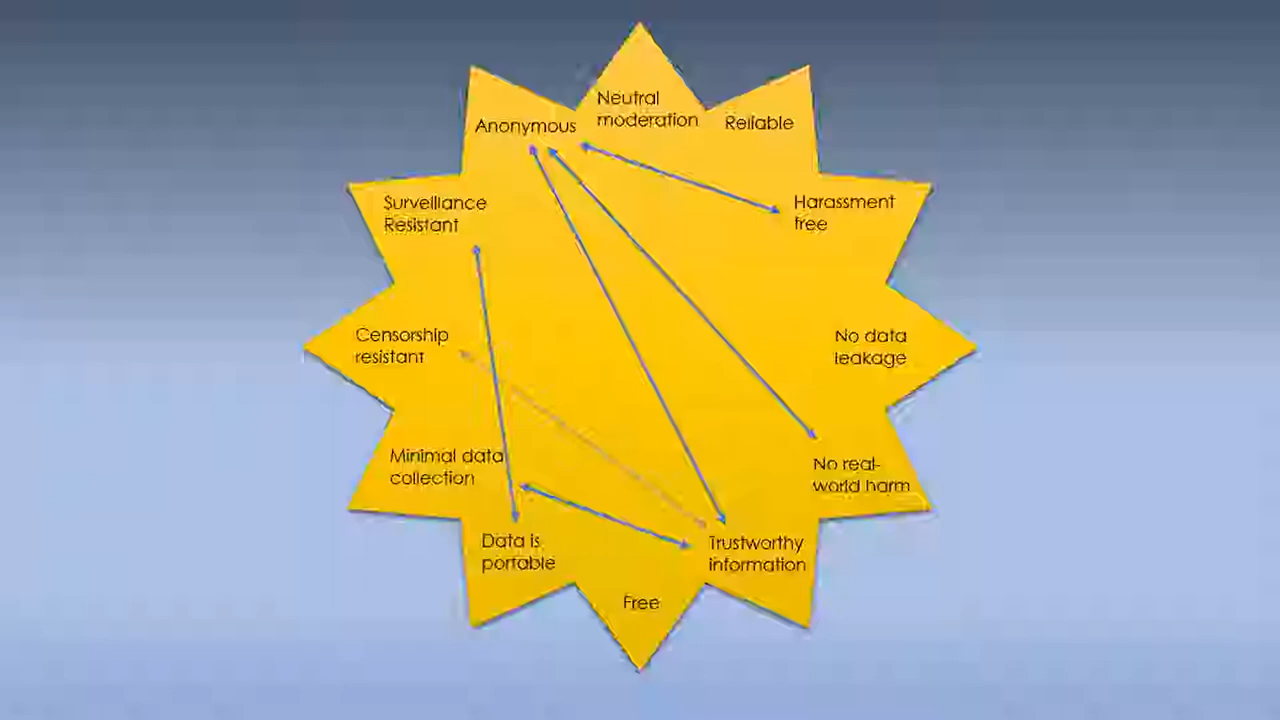 Neutral
moderation
Anonymous
Reliable
Surveillance
Resistant
Harassment
free
Censorship
resistant
No data
leakage
Minimal data
collection
No real-
world harm
Data is
portable
Trustworthy
information
Free